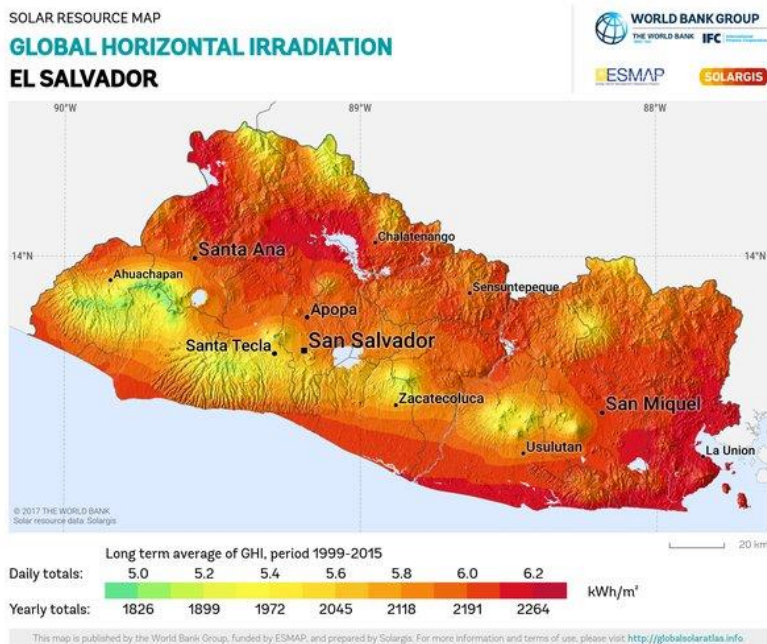 SOLAR RESOURCE MAP
GLOBAL HORIZONTAL IRRADIATION
EL SALVADOR
WORLD BANK GROUP
THE WORLD BANK IFC
ESMAP
SOLARGIS
90°W 89°W 88°W
14°N 14°N
Santa Ana
Chalatenango
Ahuachapan
Sensuntepeque
Apopa
San Salvador
Santa Tecla
Zacatecoluca
San Miquel
Usulutan
La Union
© 2017 THE WORLD BANK
Solar resource data: Solargis
20 km
Long term average of GHI, period 1999-2015
Daily totals: 5.0 5.2 5.4 5.6 5.8 6.0 6.2
kWh/m²
Yearly totals: 1826 1899 1972 2045 2118 2191 2264
This map is published by the World Bank Group, funded by ESMAP, and prepared by Solargis. For more information and terms of use, please visit http://globalsolaratlas.info.